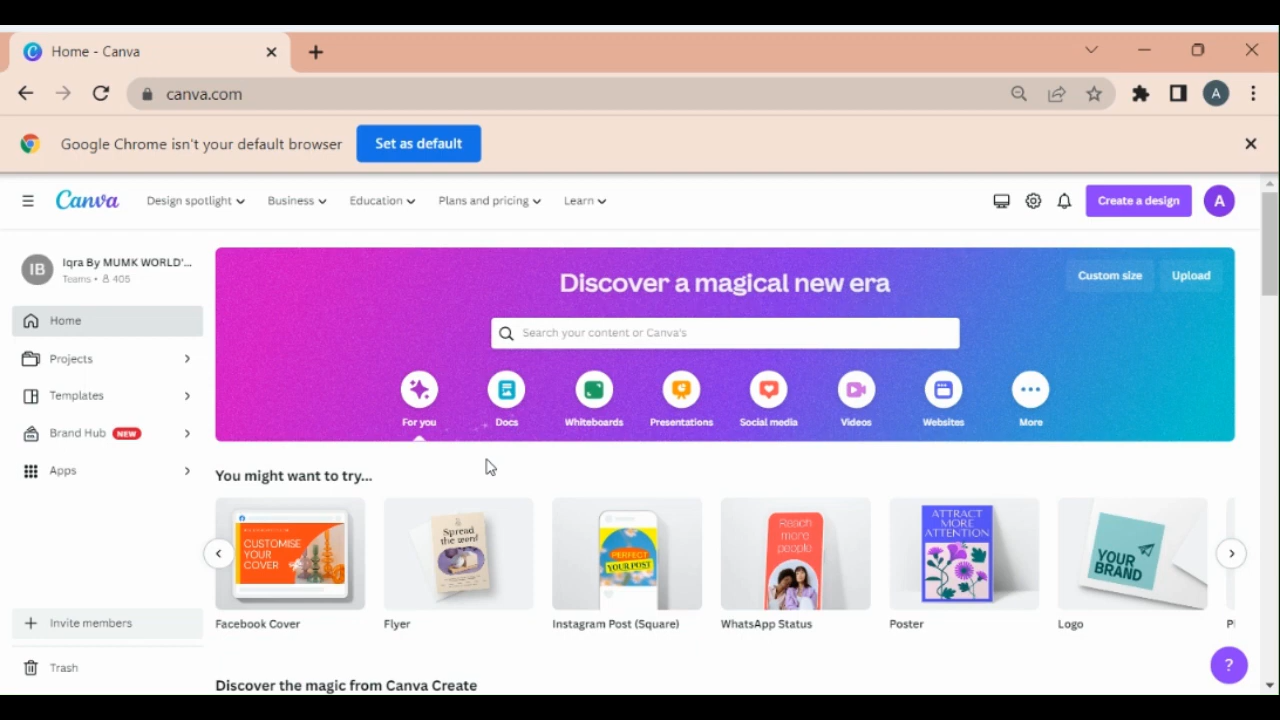 Home - Canva
canva.com
A
Google Chrome isn't your default browser
Set as default
Canva
Design spotlight
Business
Education
Plans and pricing
Learn
Create a design
A
IB
Iqra By MUMK WORLD'...
Teams • 405
Home
Projects
Templates
Brand Hub NEW
Apps
Invite members
Trash
Discover a magical new era
Custom size
Upload
Search your content or Canva's
For you
Docs
Whiteboards
Presentations
Social media
Videos
Websites
More
You might want to try...
CUSTOMISE
YOUR
COVER
Spread
the word!
PERFECT
YOUR POST
Reach
more
people
ATTRACT
MORE
ATTENTION
YOUR
BRAND
Facebook Cover
Flyer
Instagram Post (Square)
WhatsApp Status
Poster
Logo
Discover the magic from Canva Create
?